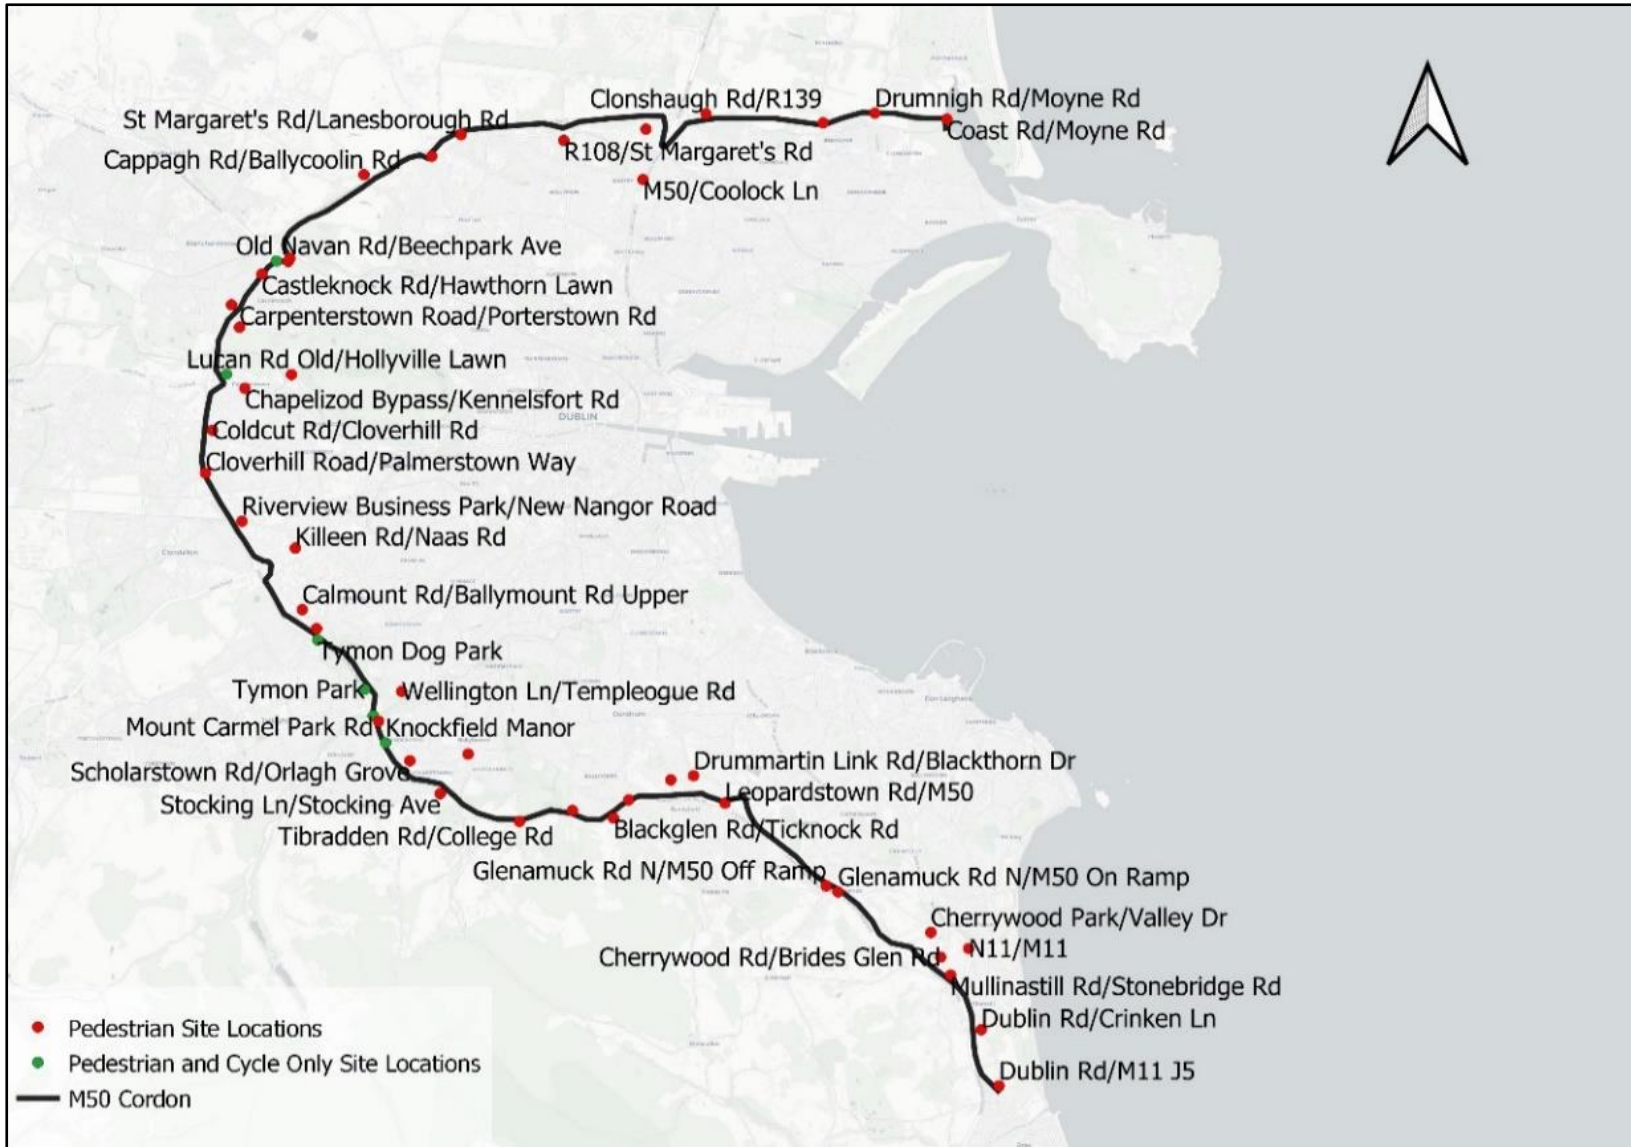 Clonshaugh Rd/R139
Drumnigh Rd/Moyne Rd
St Margaret's Rd/Lanesborough Rd
Coast Rd/Moyne Rd
Cappagh Rd/Ballycoolin Rd
R108/St Margaret's Rd
M50/Coolock Ln
Old Navan Rd/Beechpark Ave
Castleknock Rd/Hawthorn Lawn
Carpenterstown Road/Porterstown Rd
Lucan Rd Old/Hollyville Lawn
Chapelizod Bypass/Kennelsfort Rd
DUBLIN
Coldcut Rd/Cloverhill Rd
Cloverhill Road/Palmerstown Way
Riverview Business Park/New Nangor Road
Killeen Rd/Naas Rd
Calmount Rd/Ballymount Rd Upper
Tymon Dog Park
Tymon Park
Wellington Ln/Templeogue Rd
Mount Carmel Park Rd
Knockfield Manor
Drummartin Link Rd/Blackthorn Dr
Scholarstown Rd/Orlagh Grove
Leopardstown Rd/M50
Stocking Ln/Stocking Ave
Blackglen Rd/Ticknock Rd
Tibradden Rd/College Rd
Glenamuck Rd N/M50 Off Ramp
Glenamuck Rd N/M50 On Ramp
Cherrywood Park/Valley Dr
N11/M11
Cherrywood Rd/Brides Glen Rd
Mullinastill Rd/Stonebridge Rd
Dublin Rd/Crinken Ln
Dublin Rd/M11 J5
Pedestrian Site Locations
Pedestrian and Cycle Only Site Locations
M50 Cordon